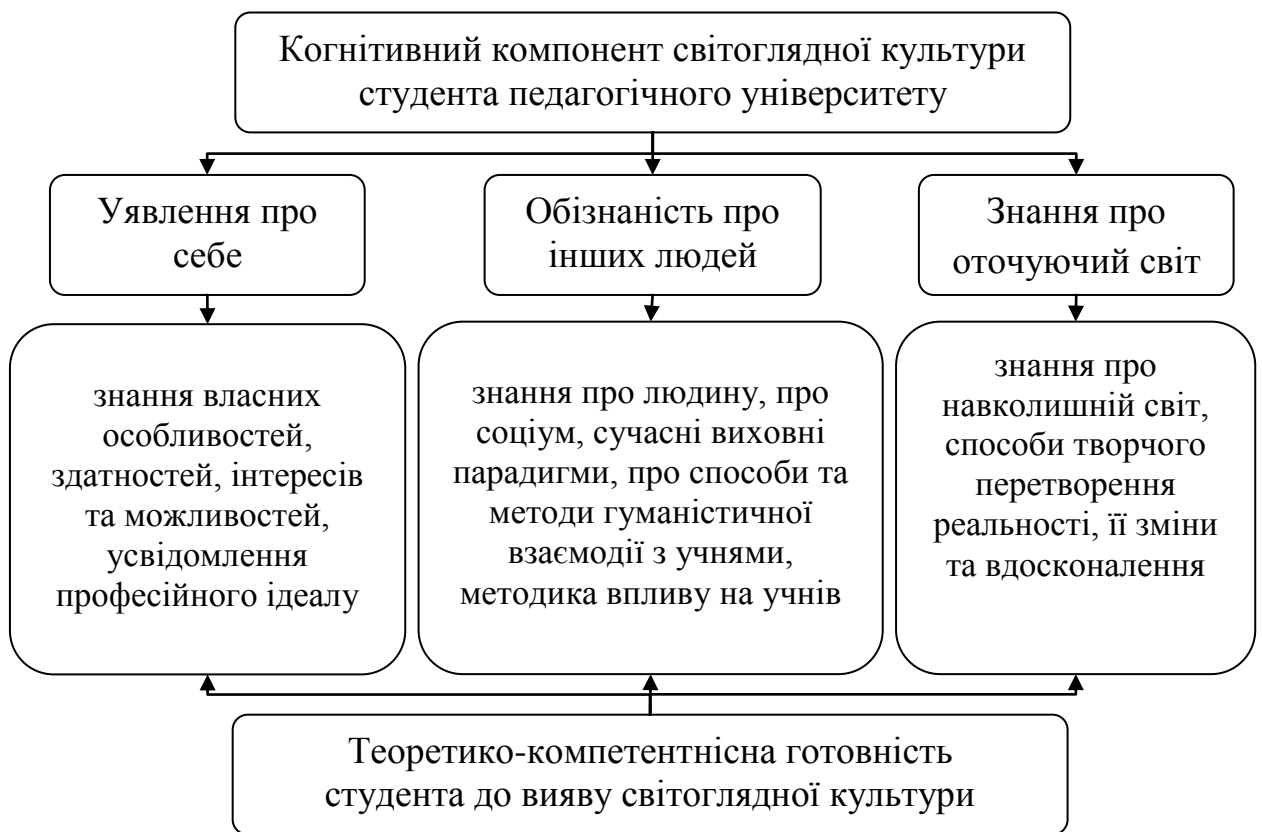 Когнітивний компонент світоглядної культури
студента педагогічного університету
Уявлення про
себе
Обізнаність про
інших людей
Знання про
оточуючий світ
знання власних
особливостей,
здатностей, інтересів
та можливостей,
усвідомлення
професійного ідеалу
знання про людину, про
соціум, сучасні виховні
парадигми, про способи та
методи гуманістичної
взаємодії з учнями,
методика впливу на учнів
знання про
навколишній світ,
способи творчого
перетворення
реальності, її зміни
та вдосконалення
Теоретико-компетентнісна готовність
студента до вияву світоглядної культури